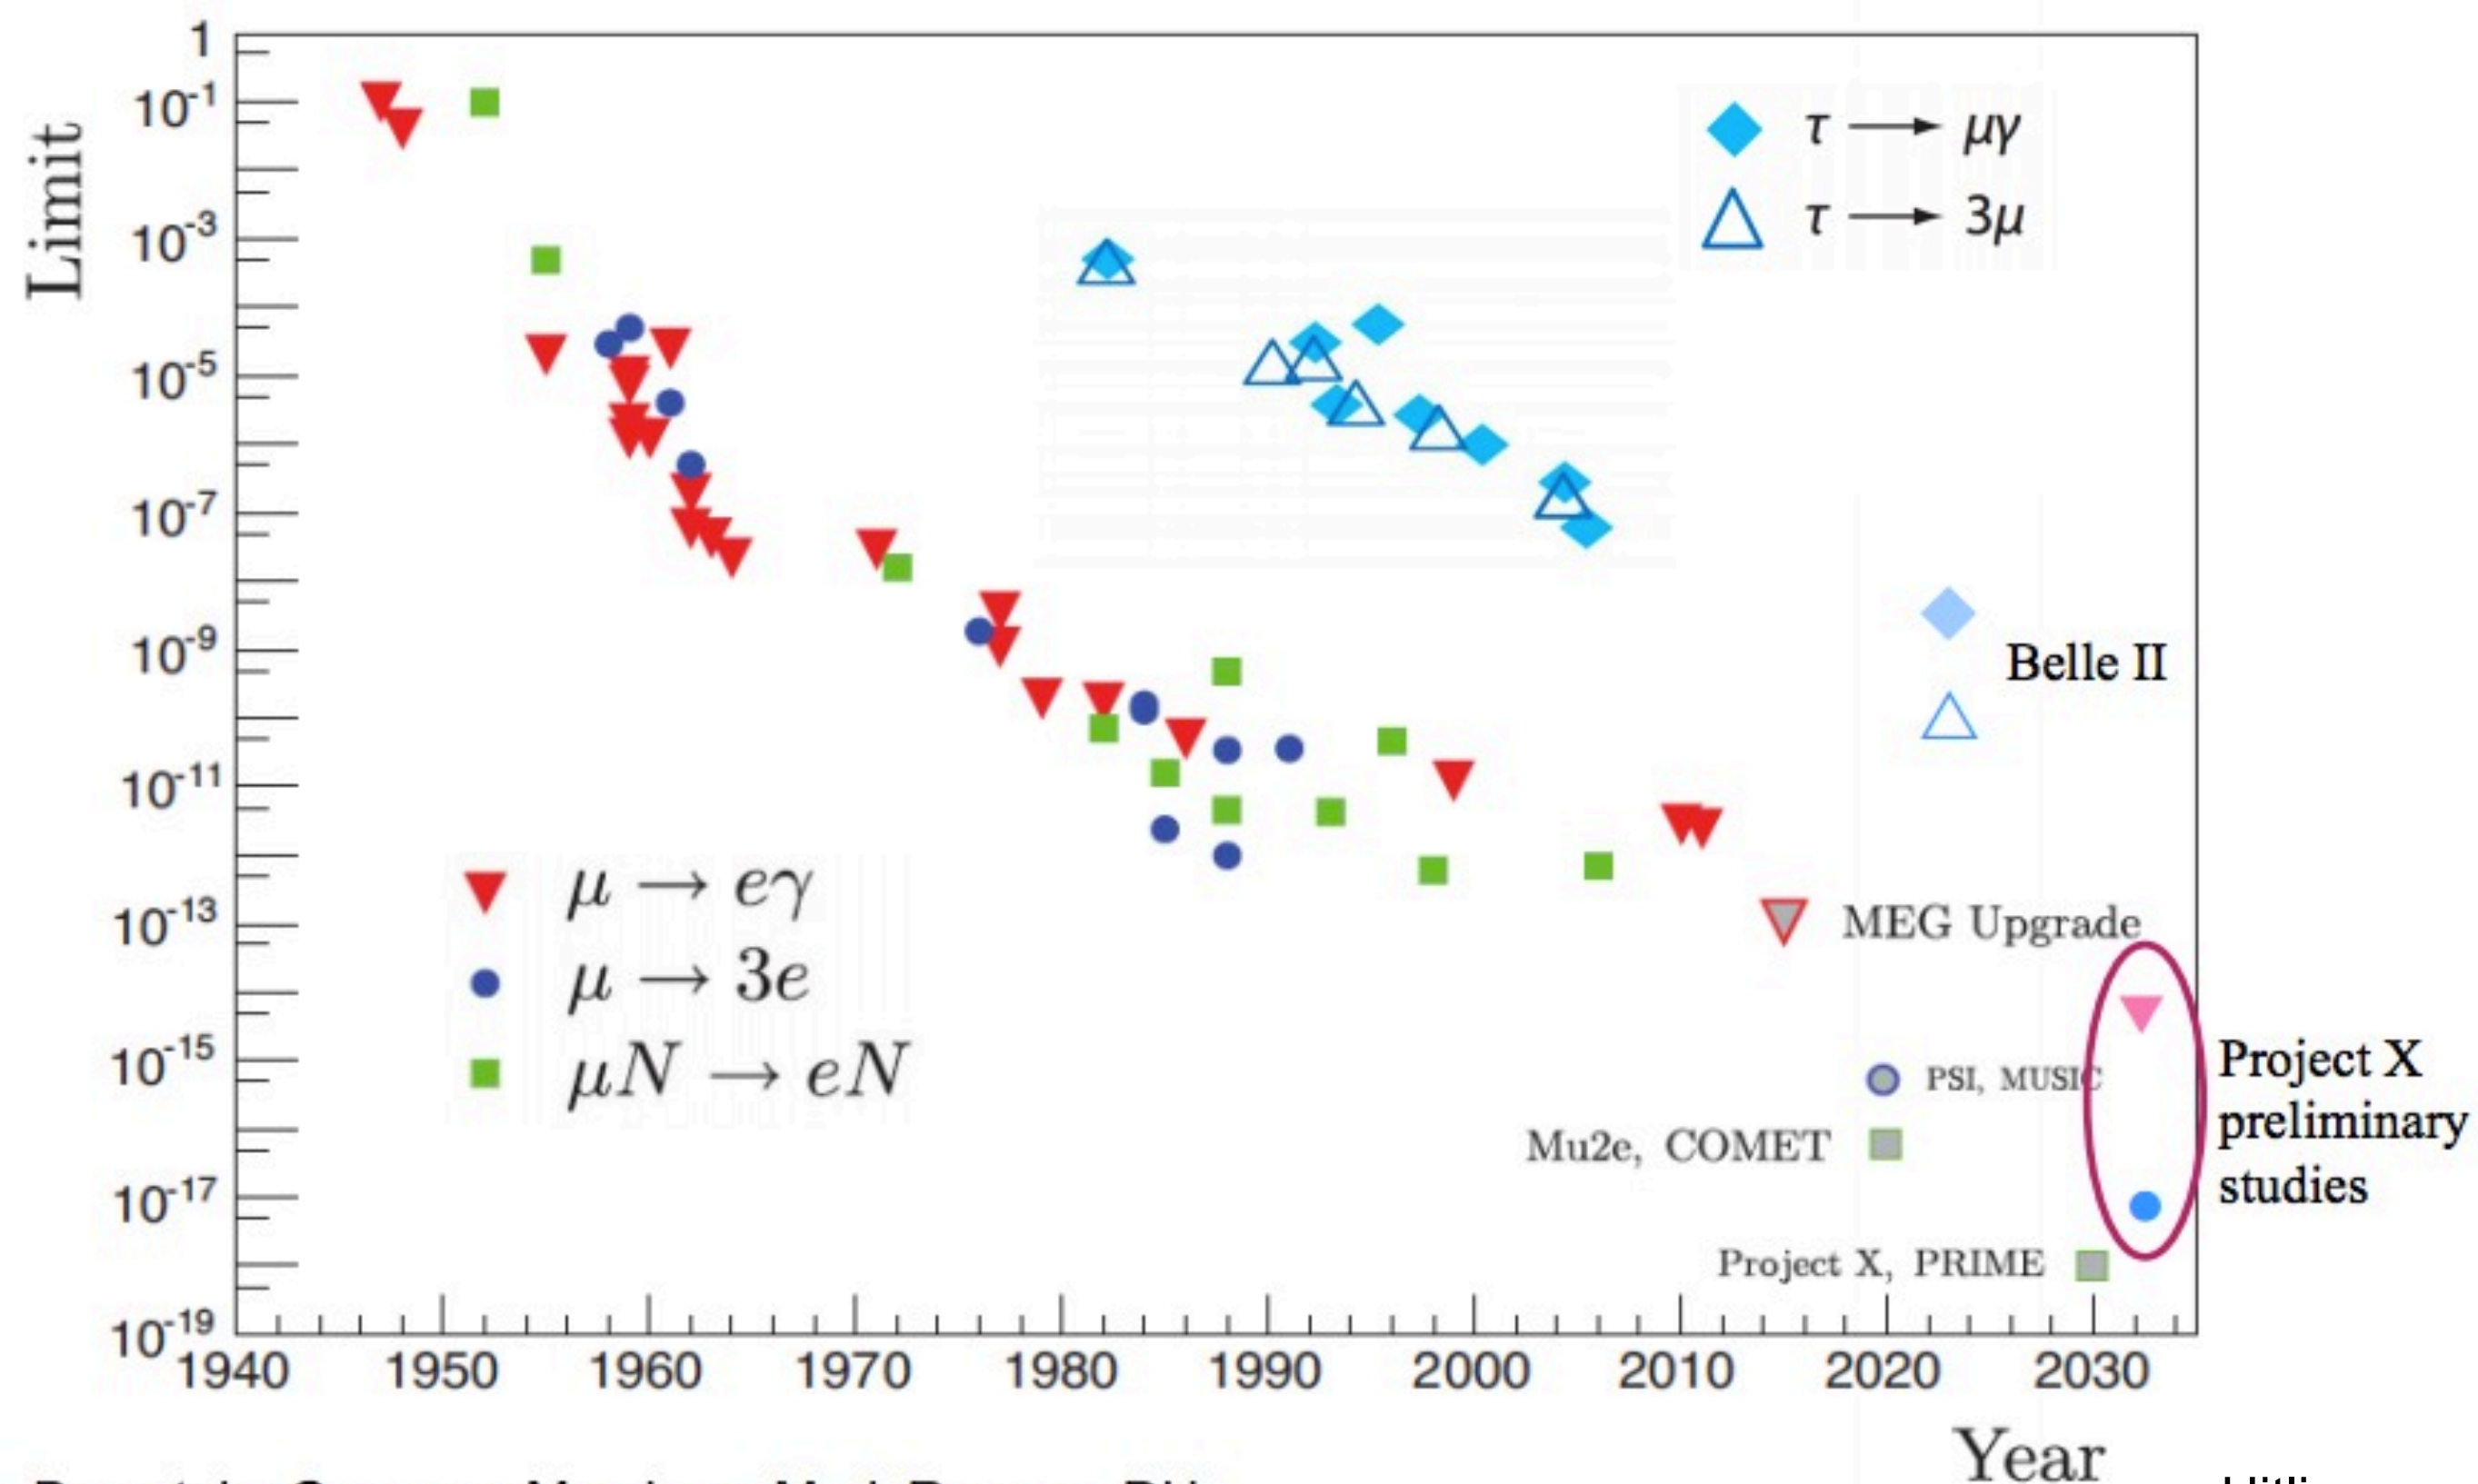 Limit
1
10^-1
10^-3
10^-5
10^-7
10^-9
10^-11
10^-13
10^-15
10^-17
10^-19
τ → μγ
τ → 3μ
Belle II
μ → eγ
μ → 3e
μN → eN
MEG Upgrade
PSI, MUSIC
Mu2e, COMET
Project X, PRIME
Project X
preliminary
studies
1940 1950 1960 1970 1980 1990 2000 2010 2020 2030
Year